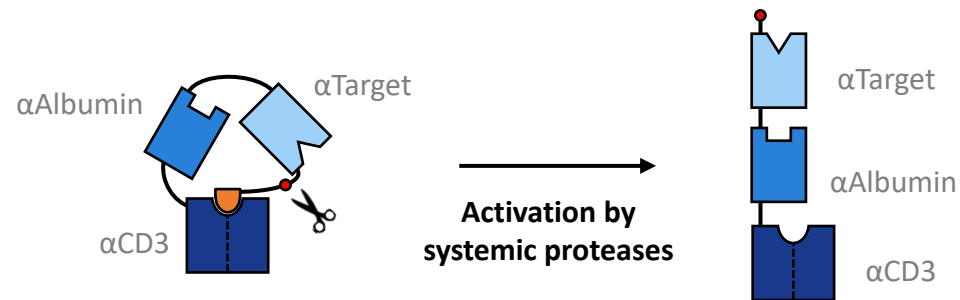 αAlbumin
αTarget
αCD3
Activation by
systemic proteases
αTarget
αAlbumin
αCD3